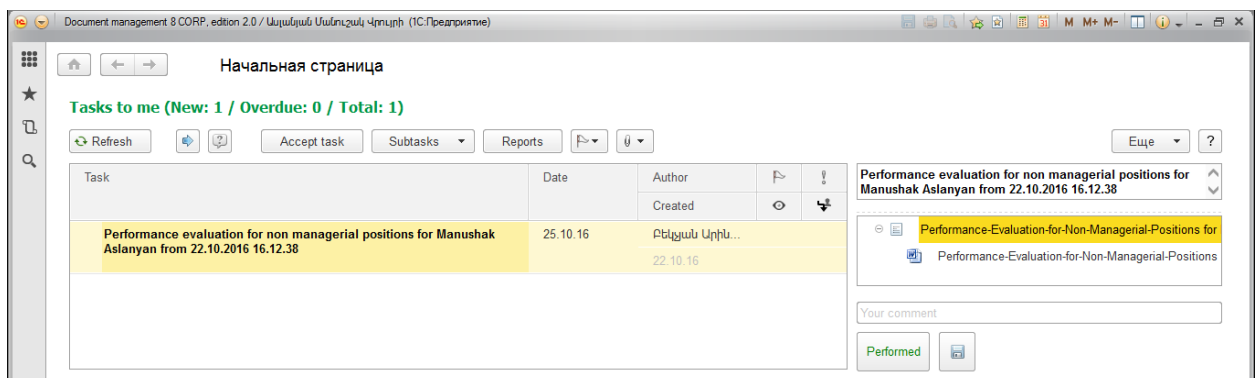 Document management 8 CORP, edition 2.0 / Ասլանյան Մանուշակ Վրույրի (1С:Предприятие)
M M+ M-
Начальная страница
Tasks to me (New: 1 / Overdue: 0 / Total: 1)
Refresh Accept task Subtasks Reports Еще ?
Task Date Author
Created
Performance evaluation for non managerial positions for Manushak
Aslanyan from 22.10.2016 16.12.38
25.10.16 Բեկյան Արին...
22.10.16
Performance evaluation for non managerial positions for
Manushak Aslanyan from 22.10.2016 16.12.38
Performance-Evaluation-for-Non-Managerial-Positions for
Performance-Evaluation-for-Non-Managerial-Positions
Your comment
Performed